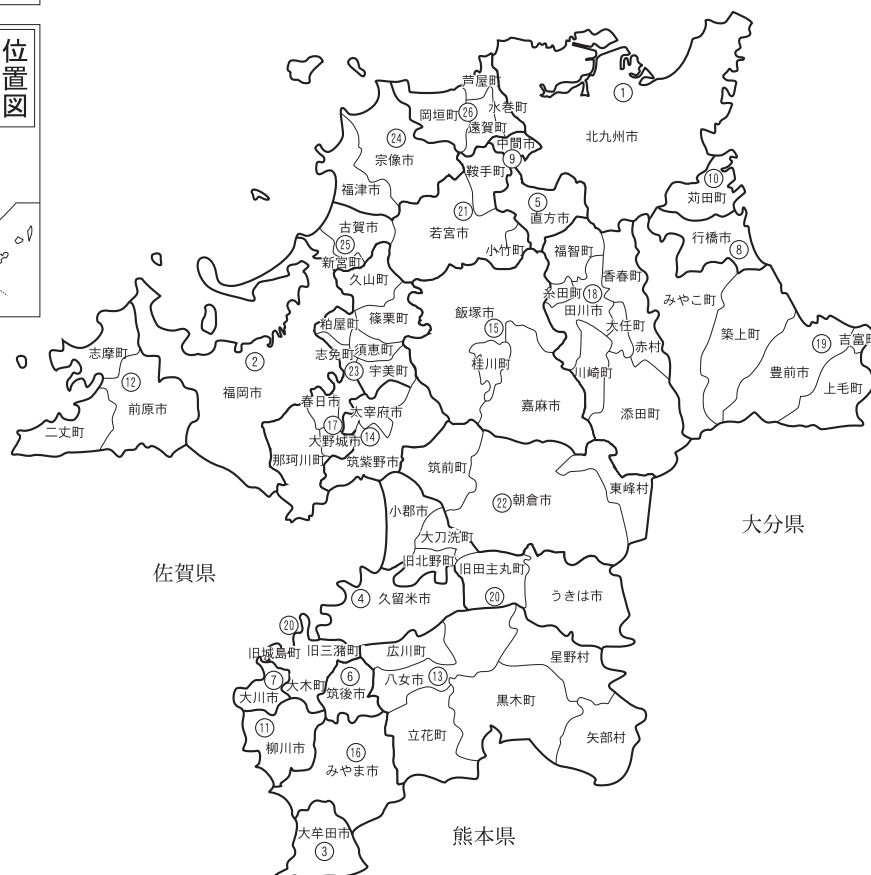 位置図
芦屋町
①
岡垣町
㉖
水巻町
遠賀町
北九州市
㉔
宗像市
中間市
⑨
鞍手町
⑩
苅田町
福津市
⑤
直方市
㉑
若宮市
古賀市
㉕
新宮町
小竹町
福智町
行橋市
⑧
久山町
香春町
糸田町
⑱
田川市
みやこ町
飯塚市
⑮
粕屋町
篠栗町
大任町
築上町
⑲
吉富町
志摩町
②
福岡市
志免町
須恵町
赤村
㉓
宇美町
桂川町
川崎町
豊前市
上毛町
⑫
前原市
春日市
太宰府市
嘉麻市
添田町
二丈町
⑰
大野城市
⑭
那珂川町
筑紫野市
筑前町
東峰村
㉒
朝倉市
小郡市
大分県
大刀洗町
旧北野町
旧田主丸町
佐賀県
④
久留米市
⑳
うきは市
⑳
旧城島町
旧三潴町
広川町
星野村
⑦
大川市
大木町
⑥
筑後市
八女市
⑬
黒木町
⑪
柳川市
立花町
矢部村
⑯
みやま市
大牟田市
③
熊本県